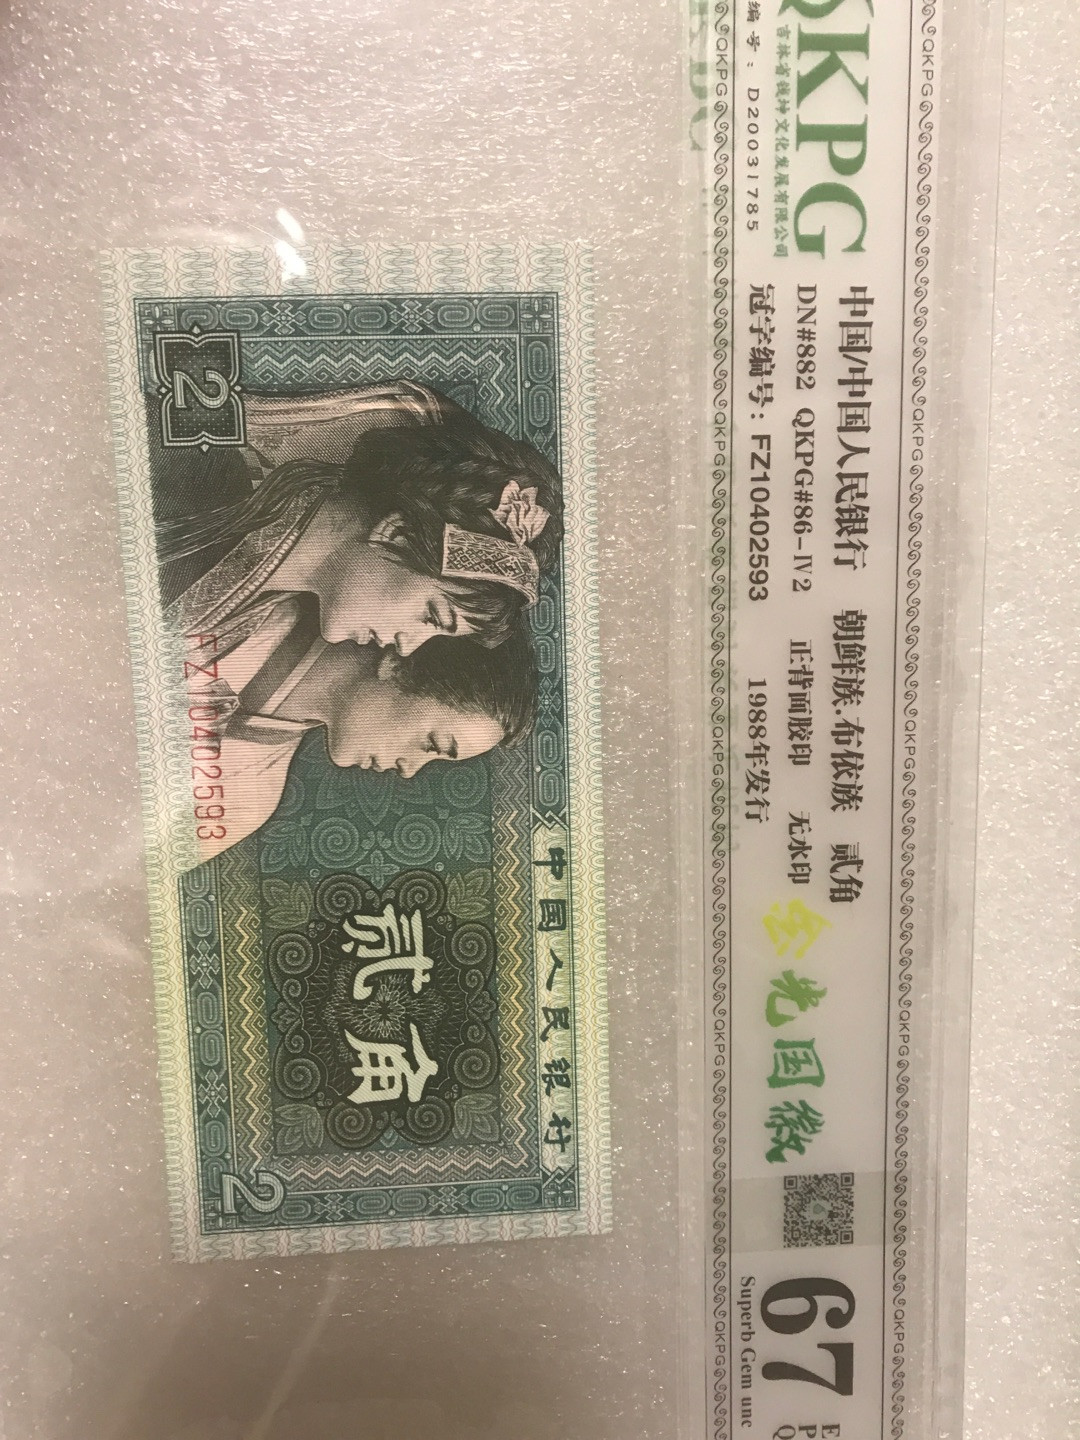 QKPG
吉林省钱坤文化发展有限公司
编号：D20031785
中国/中国人民银行 朝鲜族.布依族 贰角
DN#882 QKPG#86-Ⅳ2 正背面胶印 无水印
冠字编号：FZ10402593 1988年发行
金光国徽
67
Superb Gem unc
E
P
Q
中国人民银行
贰角
2
2
FZ10402593